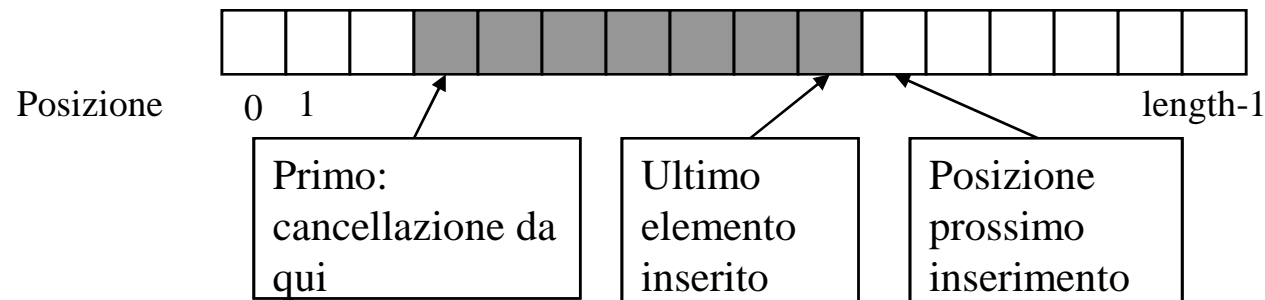 Posizione
0 1 length-1
Primo:
cancellazione da
qui
Ultimo
elemento
inserito
Posizione
prossimo
inserimento